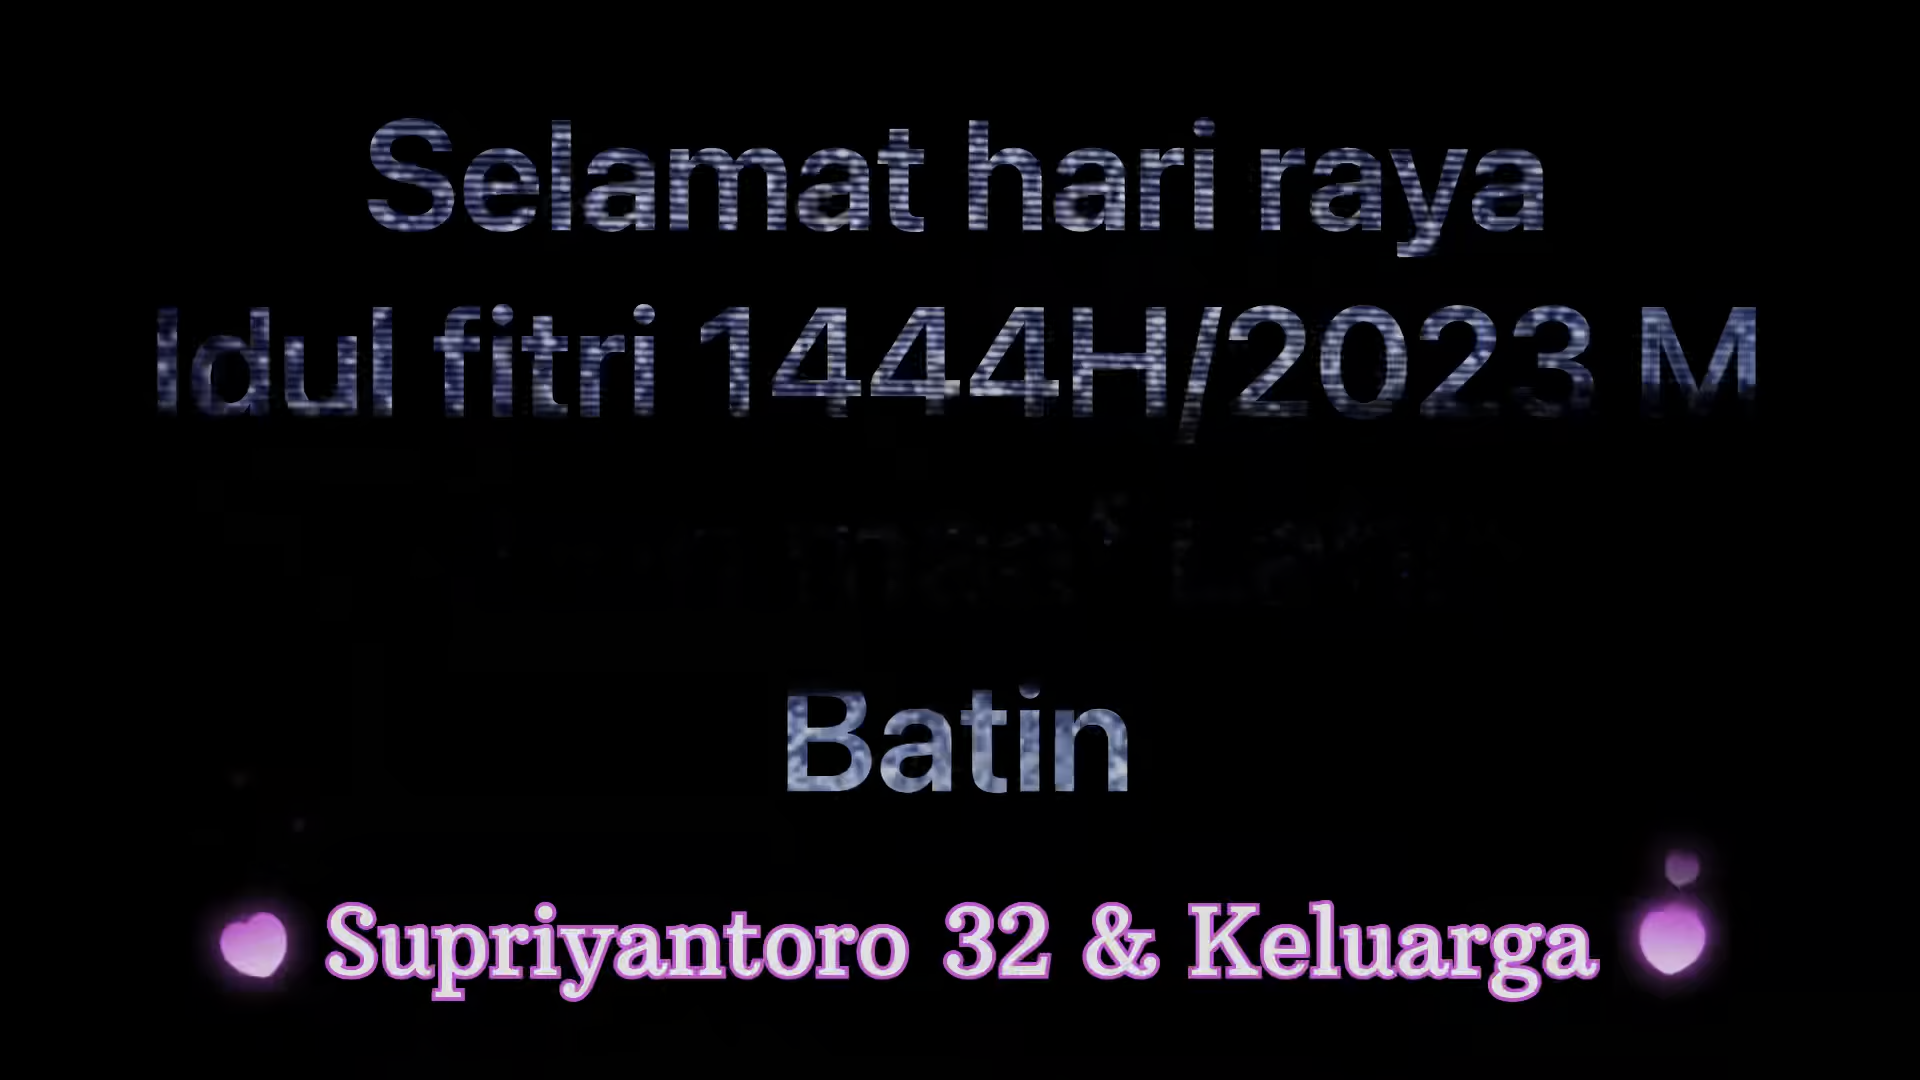 Selamat hari raya
Idul fitri 1444H/2023 M
Batin
Supriyantoro 32 & Keluarga